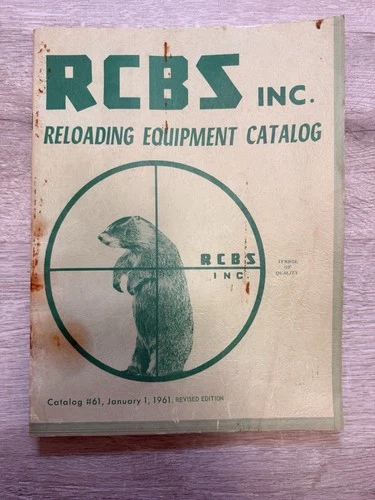 RCBS INC.
RELOADING EQUIPMENT CATALOG
RCBS
INC.
SYMBOL
OF
QUALITY
Catalog #61, January 1, 1961. REVISED EDITION